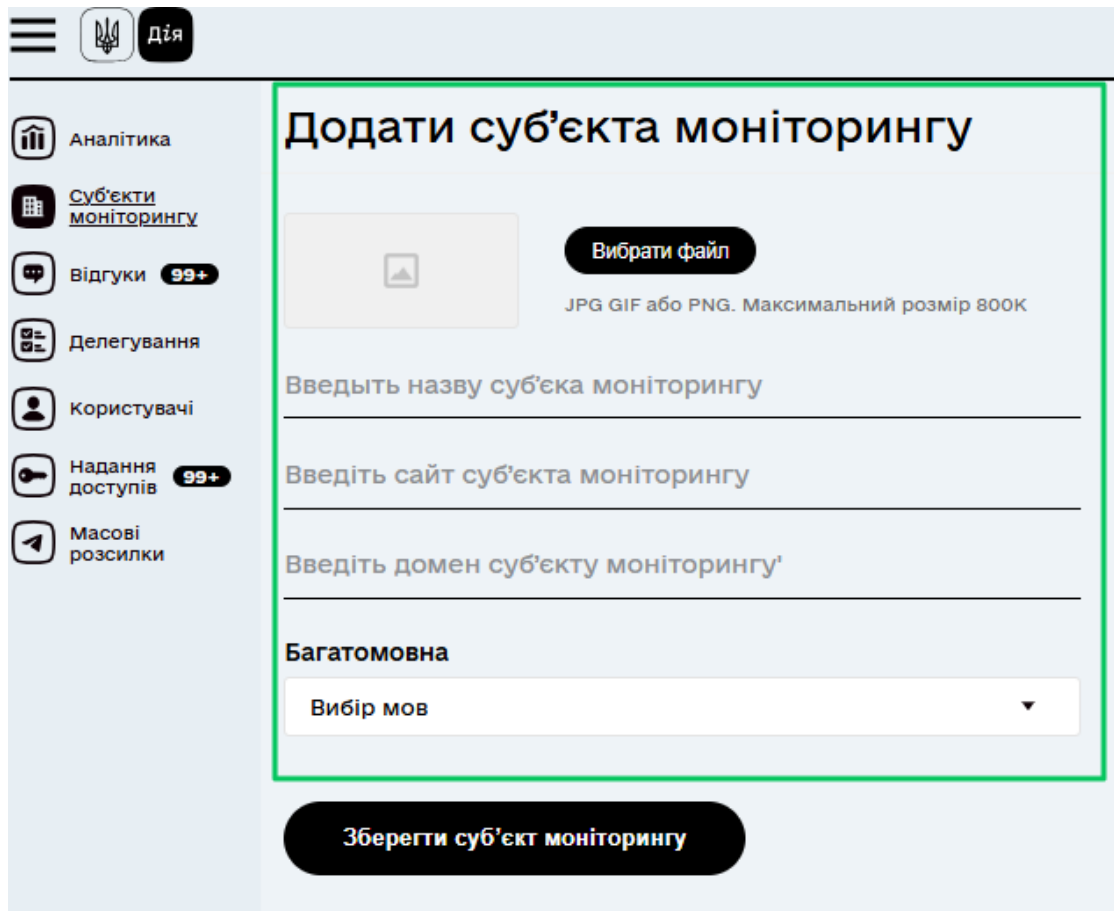 Дія
Аналітика
Суб'єкти
моніторингу
Відгуки 99+
Делегування
Користувачі
Надання
доступів 99+
Масові
розсилки
Додати суб’єкта моніторингу
Вибрати файл
JPG GIF або PNG. Максимальний розмір 800K
Введыть назву суб’єка моніторингу
Введіть сайт суб’єкта моніторингу
Введіть домен суб’єкту моніторингу'
Багатомовна
Вибір мов
Зберегти суб’єкт моніторингу